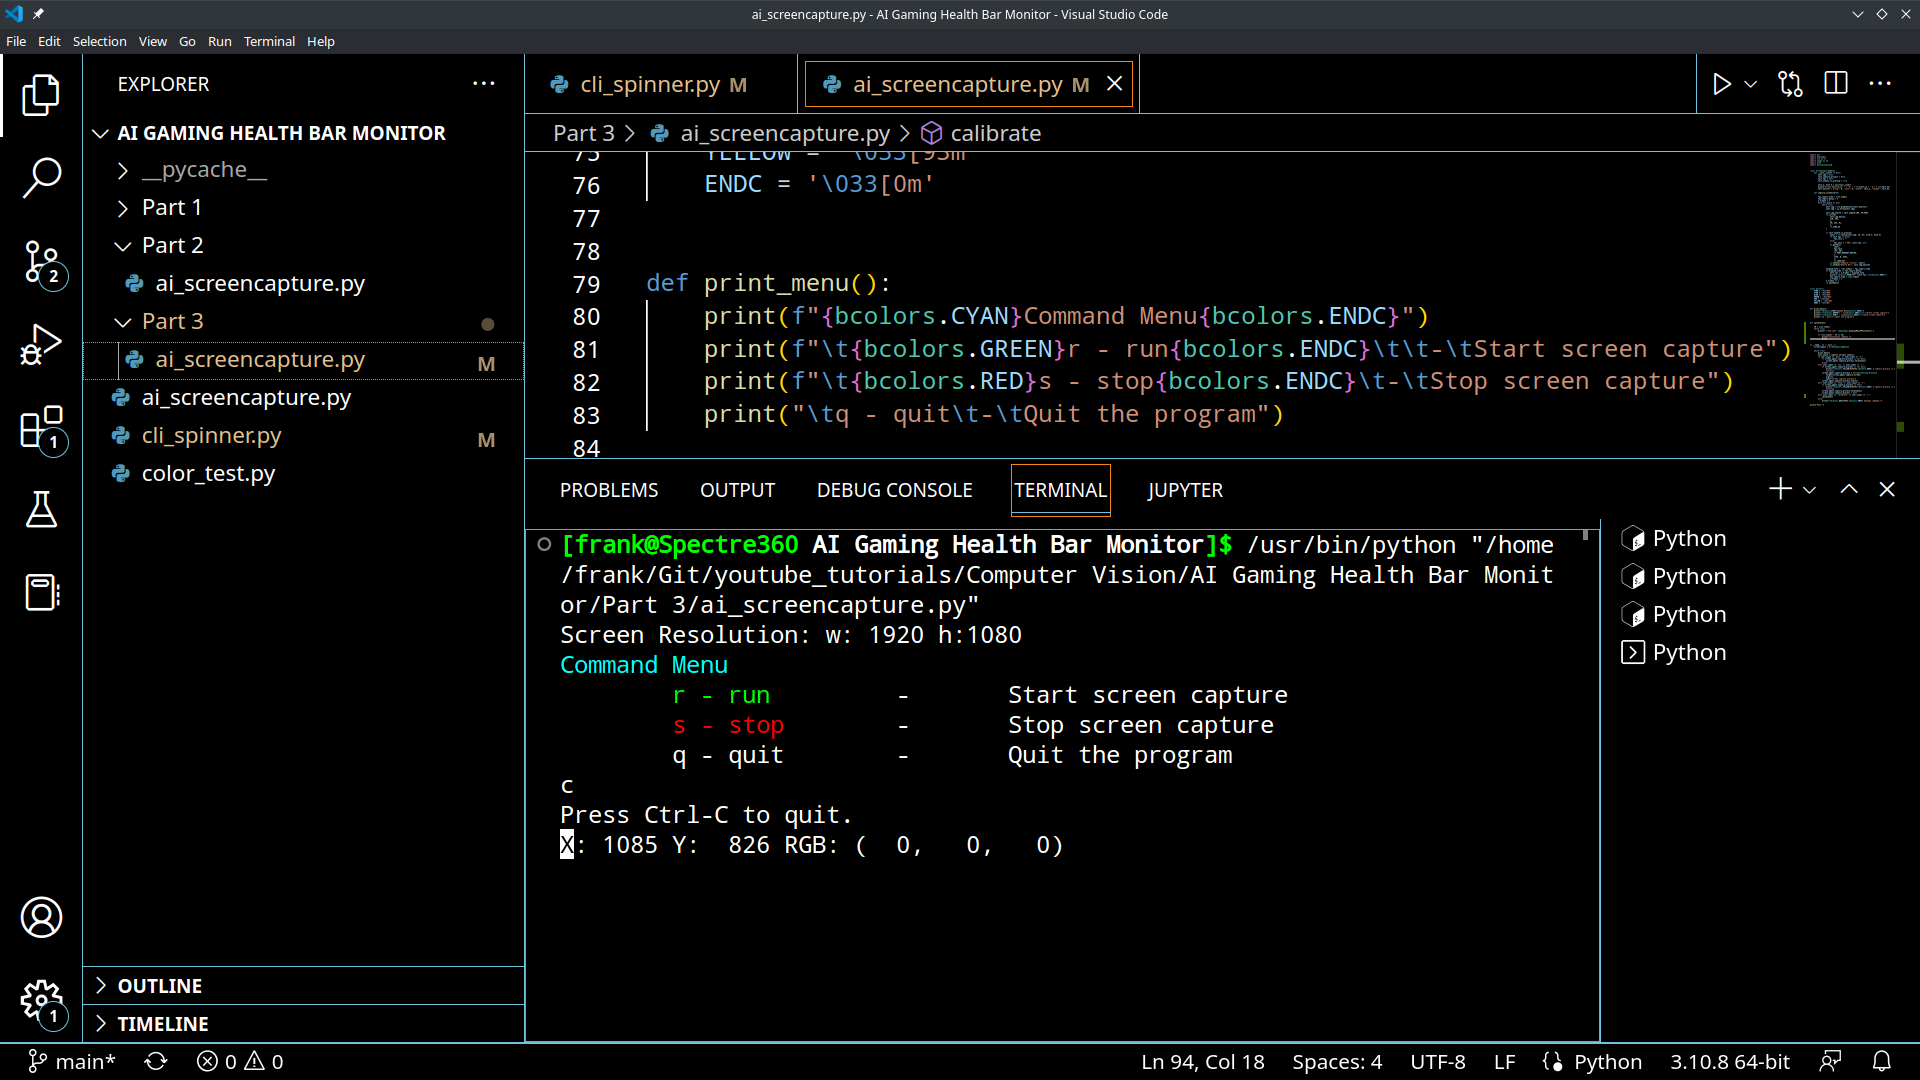 ai_screencapture.py - AI Gaming Health Bar Monitor - Visual Studio Code
File Edit Selection View Go Run Terminal Help
EXPLORER
AI GAMING HEALTH BAR MONITOR
__pycache__
Part 1
Part 2
ai_screencapture.py
Part 3
ai_screencapture.py M
ai_screencapture.py
cli_spinner.py M
color_test.py
OUTLINE
TIMELINE
2
1
1
cli_spinner.py M
ai_screencapture.py M
Part 3 > ai_screencapture.py > calibrate
75 YELLOW = '\033[93m'
76 ENDC = '\033[0m'
77
78
79 def print_menu():
80 print(f"{bcolors.CYAN}Command Menu{bcolors.ENDC}")
81 print(f"\t{bcolors.GREEN}r - run{bcolors.ENDC}\t\t-\tStart screen capture")
82 print(f"\t{bcolors.RED}s - stop{bcolors.ENDC}\t-\tStop screen capture")
83 print("\tq - quit\t-\tQuit the program")
84
PROBLEMS OUTPUT DEBUG CONSOLE TERMINAL JUPYTER
[frank@Spectre360 AI Gaming Health Bar Monitor]$ /usr/bin/python "/home
/frank/Git/youtube_tutorials/Computer Vision/AI Gaming Health Bar Monit
or/Part 3/ai_screencapture.py"
Screen Resolution: w: 1920 h:1080
Command Menu
r - run - Start screen capture
s - stop - Stop screen capture
q - quit - Quit the program
c
Press Ctrl-C to quit.
X: 1085 Y: 826 RGB: ( 0, 0, 0)
Python
Python
Python
Python
main* 0 0 Ln 94, Col 18 Spaces: 4 UTF-8 LF Python 3.10.8 64-bit